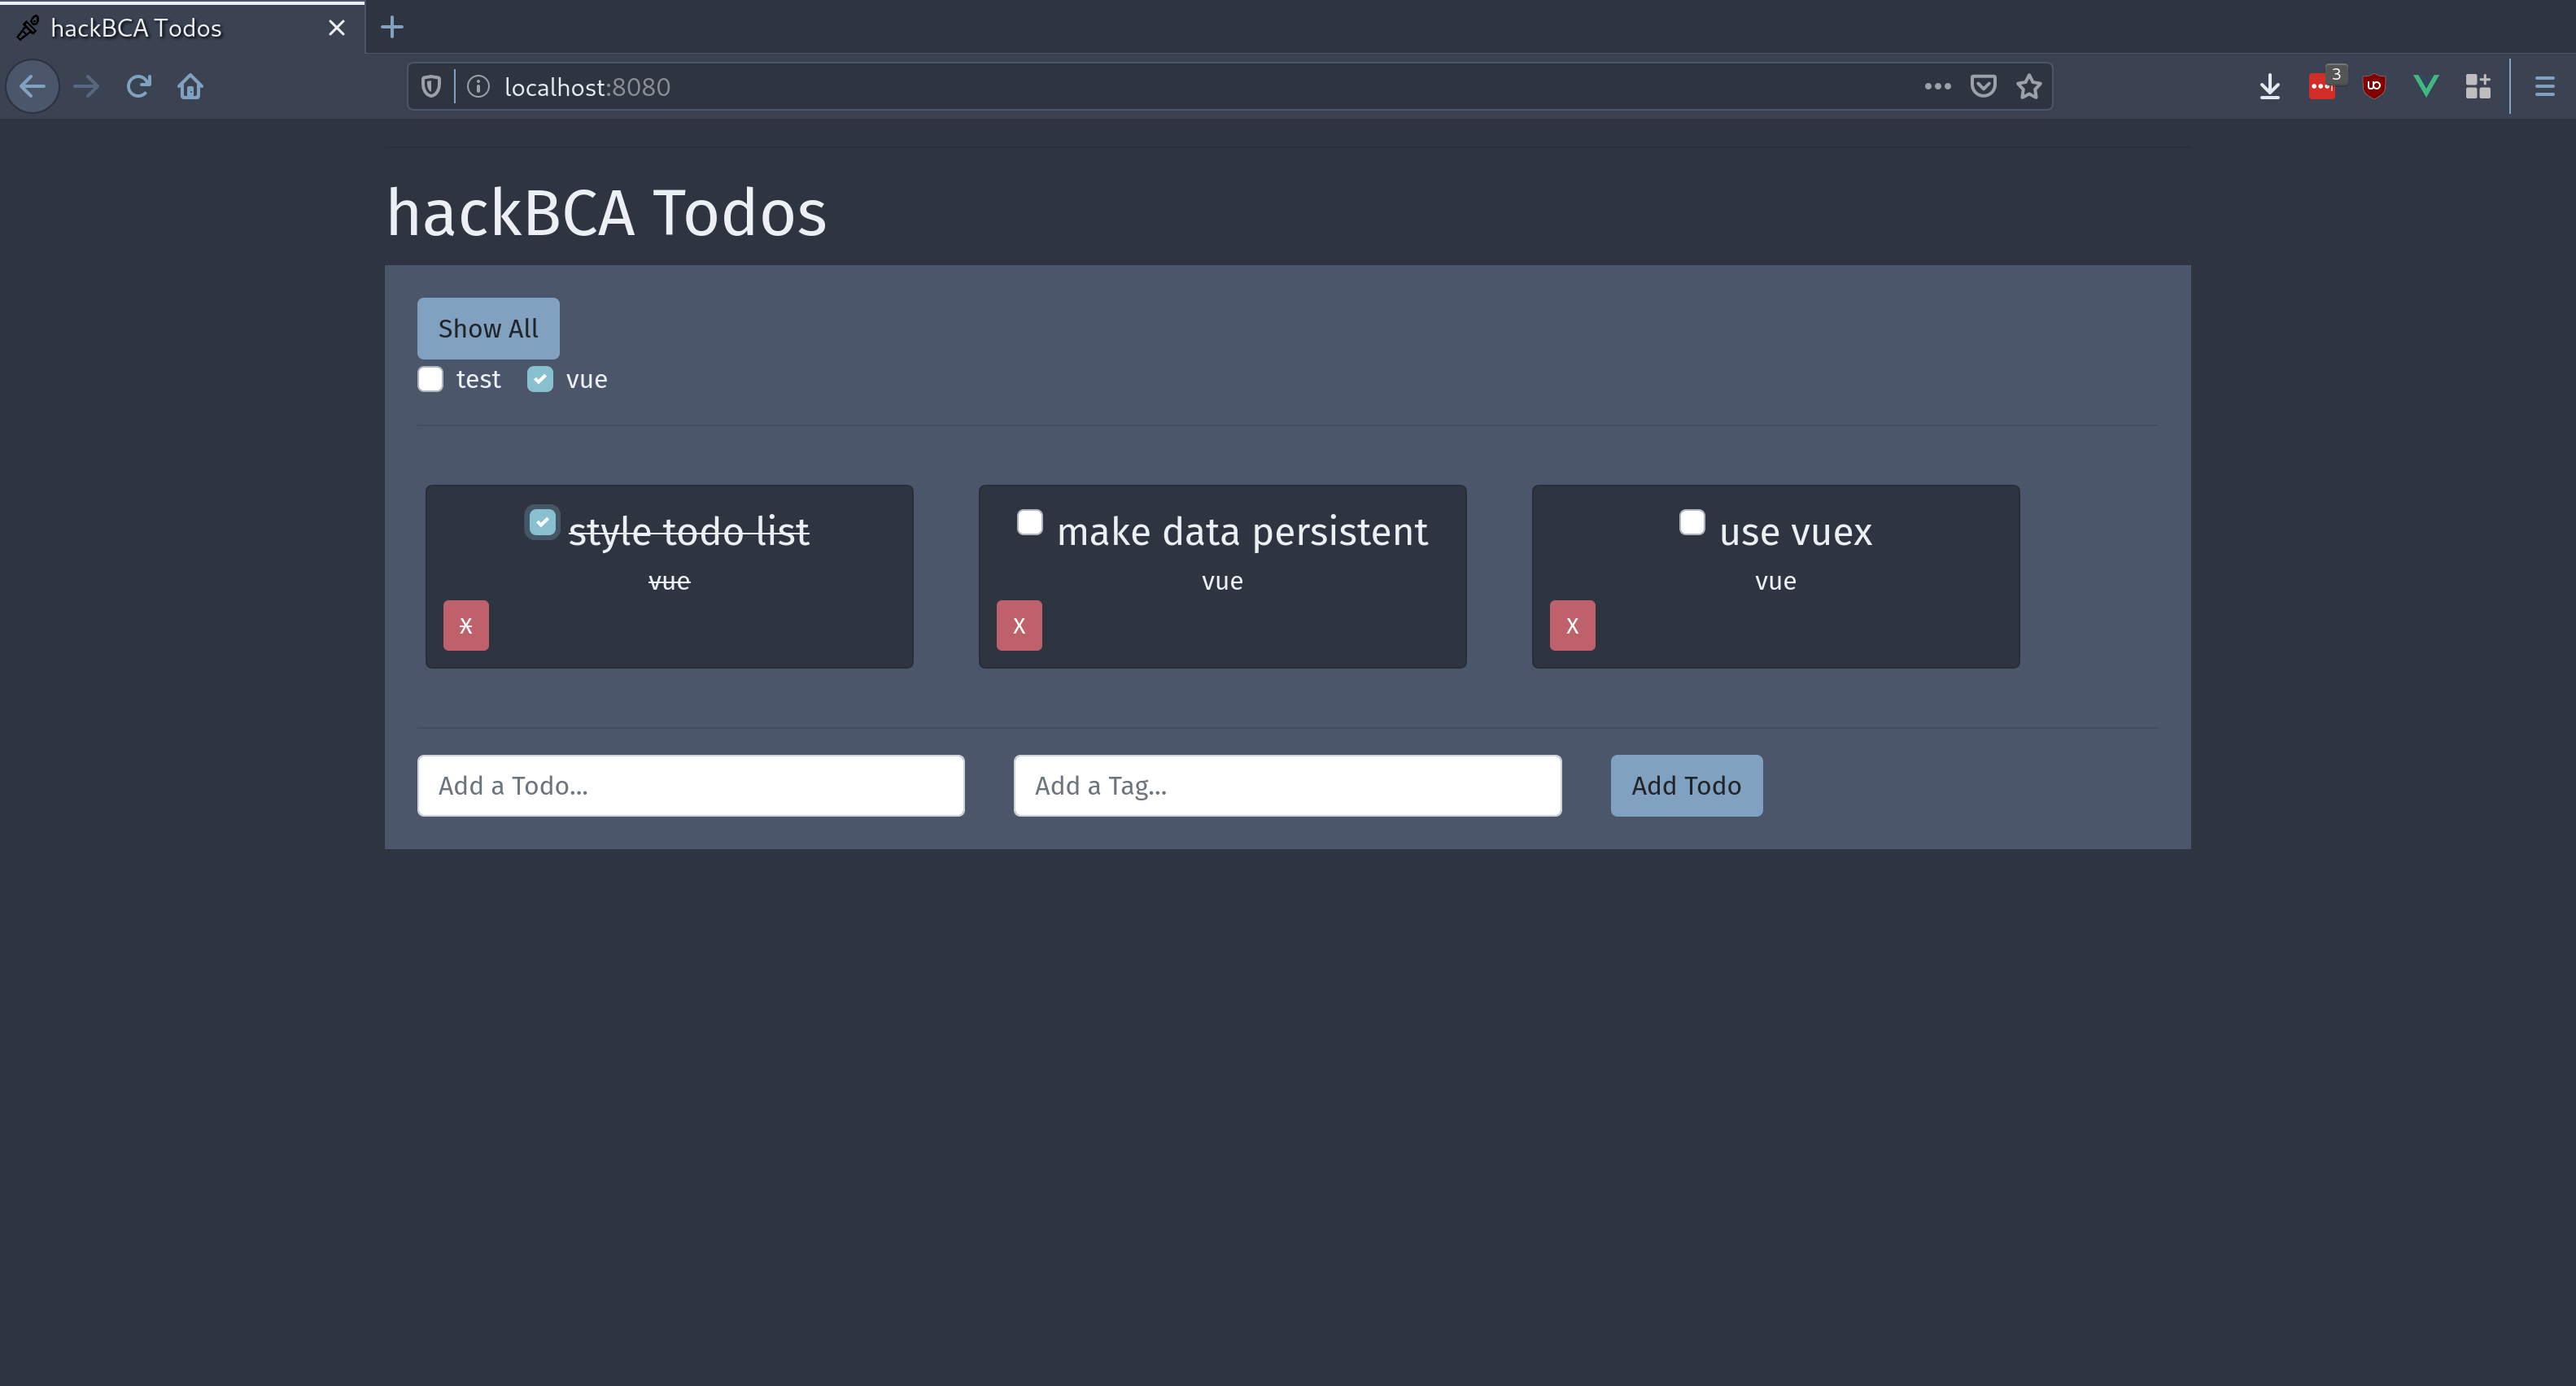 hackBCA Todos
localhost:8080
3
hackBCA Todos
Show All
test vue
style todo list
vue
X
make data persistent
vue
X
use vuex
vue
X
Add a Todo...
Add a Tag...
Add Todo